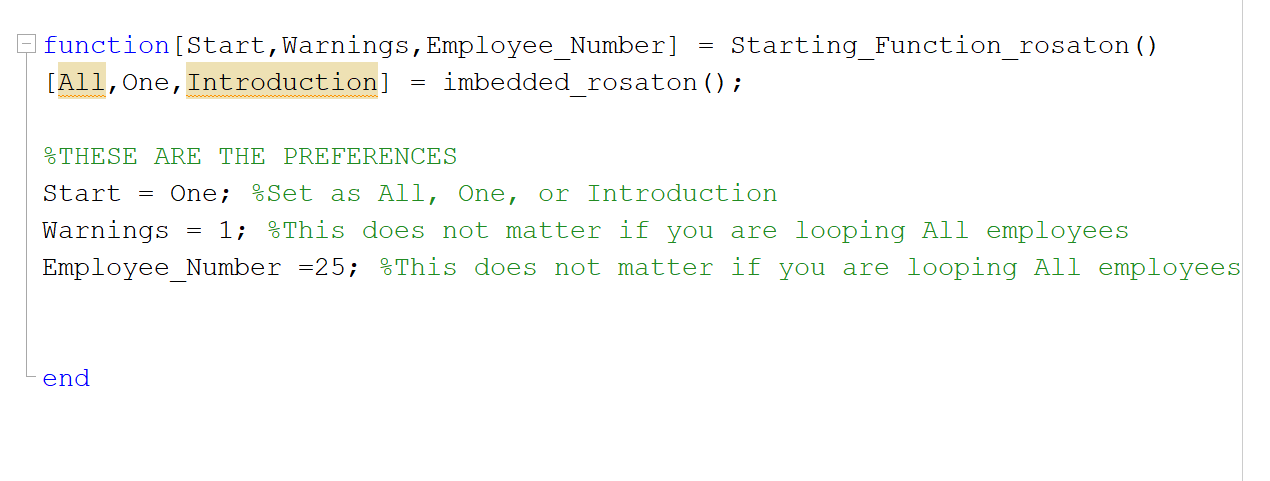 function[Start,Warnings,Employee_Number] = Starting_Function_rosaton()
[All,One,Introduction] = imbedded_rosaton();
%THESE ARE THE PREFERENCES
Start = One; %Set as All, One, or Introduction
Warnings = 1; %This does not matter if you are looping All employees
Employee_Number =25; %This does not matter if you are looping All employees
end